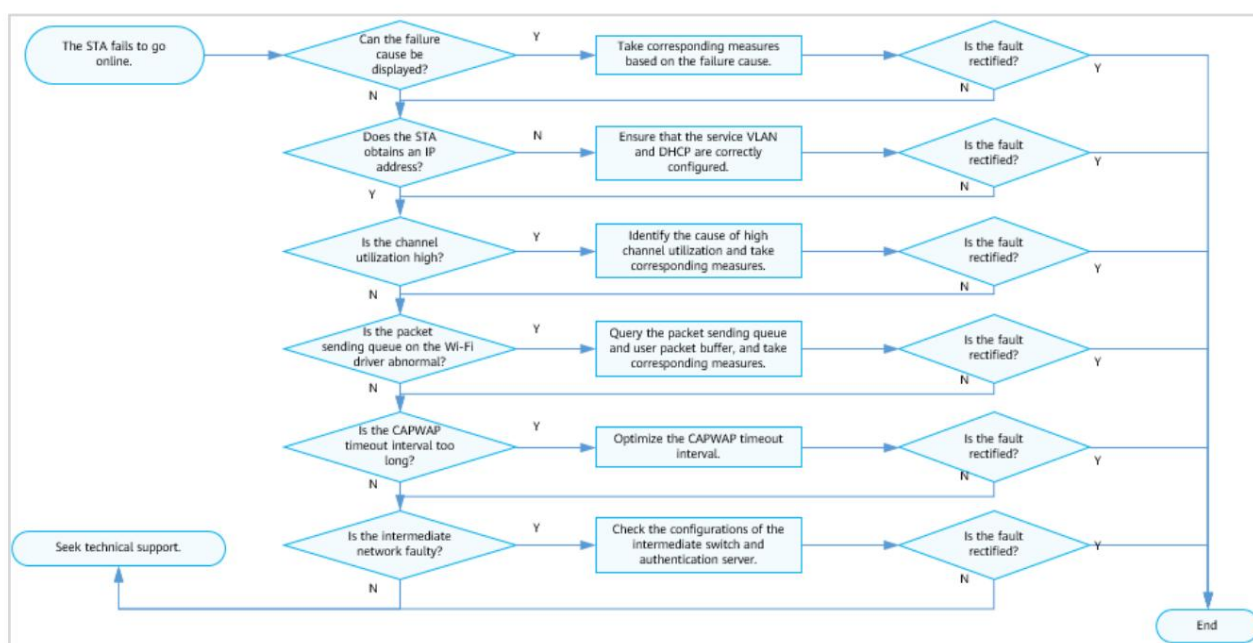 The STA fails to go
online.
Can the failure
cause be
displayed?
Y
Take corresponding measures
based on the failure cause.
Is the fault
rectified?
Y
N
N
Does the STA
obtains an IP
address?
N
Ensure that the service VLAN
and DHCP are correctly
configured.
Is the fault
rectified?
Y
Y
N
Is the channel
utilization high?
Y
Identify the cause of high
channel utilization and take
corresponding measures.
Is the fault
rectified?
Y
N
N
Is the packet
sending queue on the Wi-Fi
driver abnormal?
Y
Query the packet sending queue
and user packet buffer, and take
corresponding measures.
Is the fault
rectified?
Y
N
N
Is the CAPWAP
timeout interval too
long?
Y
Optimize the CAPWAP timeout
interval.
Is the fault
rectified?
Y
N
N
Seek technical support.
Is the intermediate
network faulty?
Y
Check the configurations of the
intermediate switch and
authentication server.
Is the fault
rectified?
Y
N
N
End